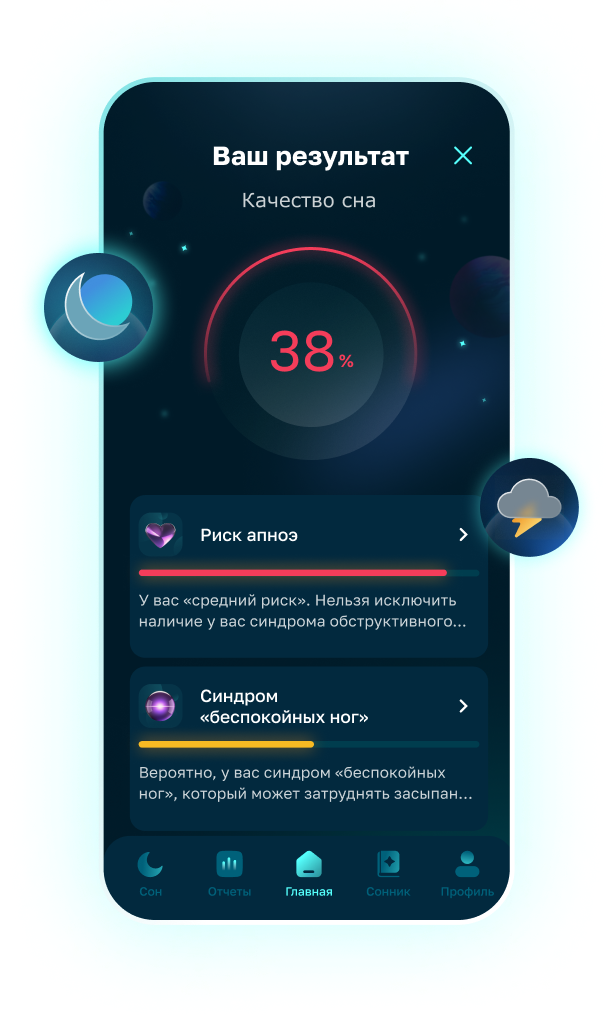 Ваш результат
Качество сна
38%
Риск апноэ
У вас «средний риск». Нельзя исключить
наличие у вас синдрома обструктивного...
Синдром
«беспокойных ног»
Вероятно, у вас синдром «беспокойных
ног», который может затруднять засыпан...
Сон
Отчеты
Главная
Сонник
Профиль